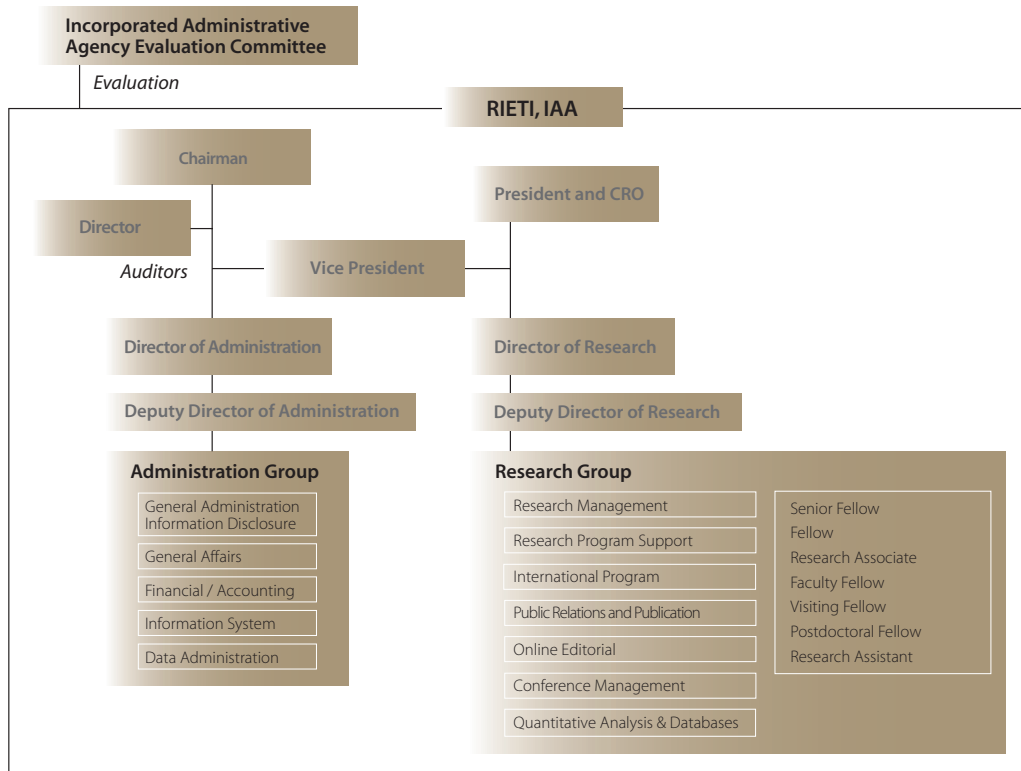 Incorporated Administrative
Agency Evaluation Committee
Evaluation
RIETI, IAA
Chairman
President and CRO
Director
Auditors
Vice President
Director of Administration
Director of Research
Deputy Director of Administration
Deputy Director of Research
Administration Group
General Administration
Information Disclosure
General Affairs
Financial / Accounting
Information System
Data Administration
Research Group
Research Management
Research Program Support
International Program
Public Relations and Publication
Online Editorial
Conference Management
Quantitative Analysis & Databases
Senior Fellow
Fellow
Research Associate
Faculty Fellow
Visiting Fellow
Postdoctoral Fellow
Research Assistant